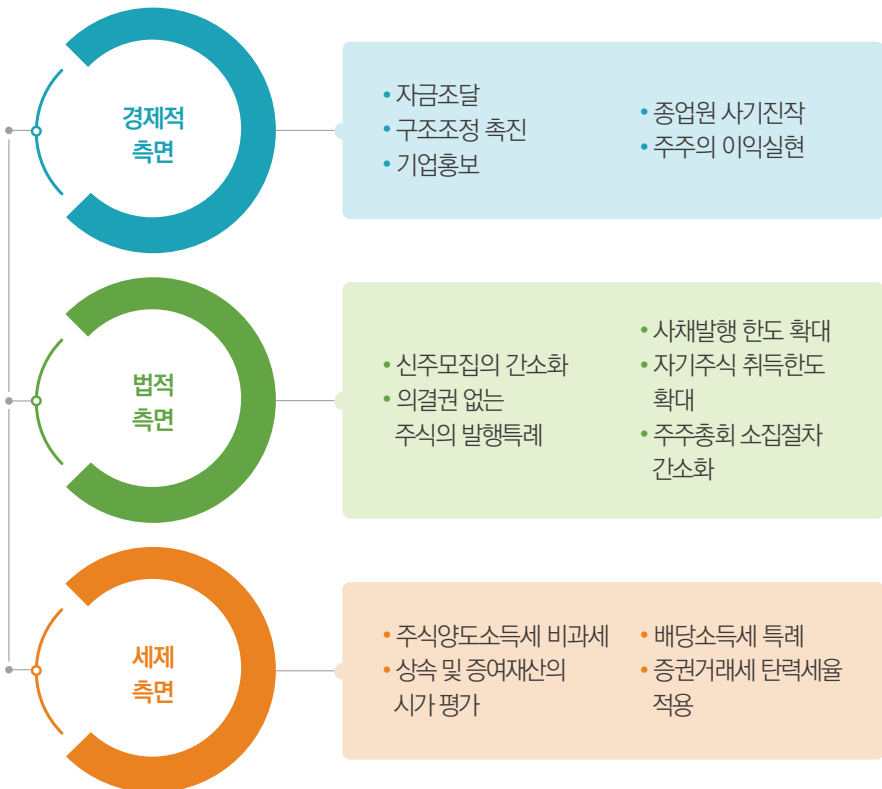 경제적
측면
• 자금조달
• 구조조정 촉진
• 기업홍보
• 종업원 사기진작
• 주주의 이익실현
법적
측면
• 신주모집의 간소화
• 의결권 없는
주식의 발행특례
• 사채발행 한도 확대
• 자기주식 취득한도
확대
• 주주총회 소집절차
간소화
세제
측면
• 주식양도소득세 비과세
• 상속 및 증여재산의
시가 평가
• 배당소득세 특례
• 증권거래세 탄력세율
적용